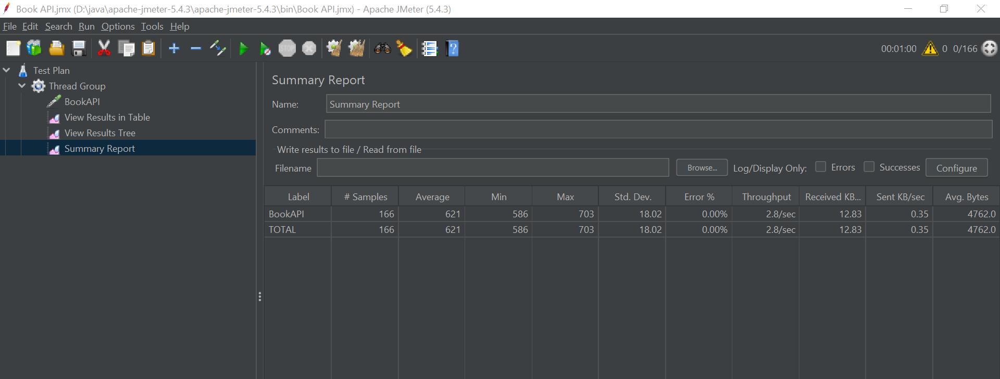 Book API.jmx (D:\java\apache-jmeter-5.4.3\apache-jmeter-5.4.3\bin\Book API.jmx) - Apache JMeter (5.4.3)
File Edit Search Run Options Tools Help
STOP
00:01:00 0 0/166
Test Plan
Thread Group
BookAPI
View Results in Table
View Results Tree
Summary Report
Summary Report
Name: Summary Report
Comments:
Write results to file / Read from file
Filename Browse... Log/Display Only: Errors Successes Configure
Label # Samples Average Min Max Std. Dev. Error % Throughput Received KB... Sent KB/sec Avg. Bytes
BookAPI 166 621 586 703 18.02 0.00% 2.8/sec 12.83 0.35 4762.0
TOTAL 166 621 586 703 18.02 0.00% 2.8/sec 12.83 0.35 4762.0